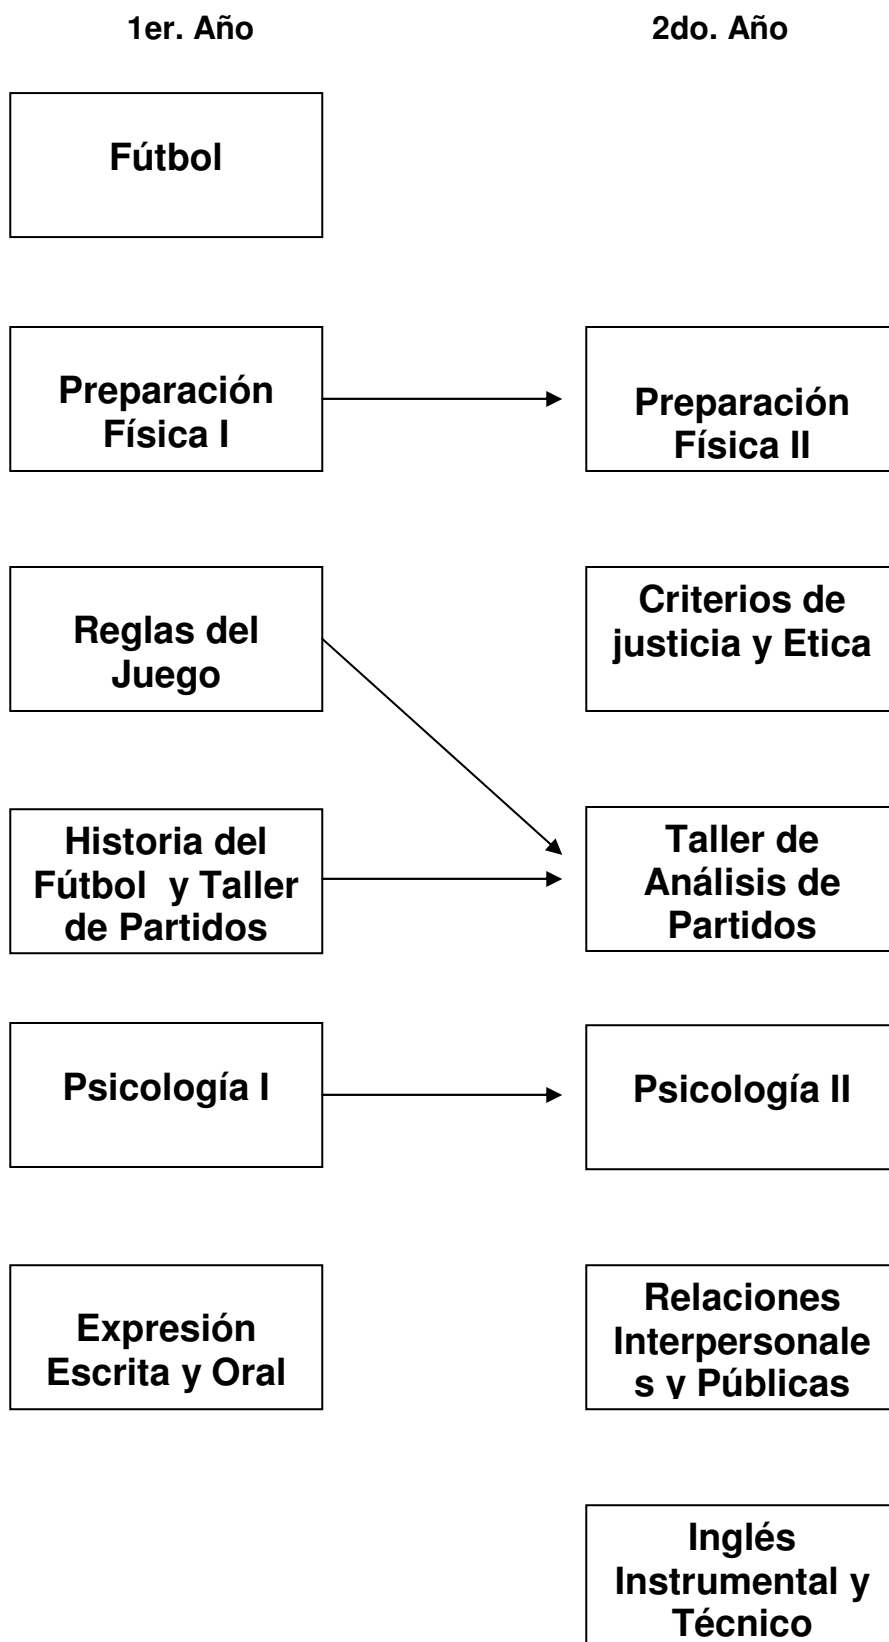 1er. Año
2do. Año
Fútbol
Preparación
Física I
Preparación
Física II
Reglas del
Juego
Criterios de
justicia y Etica
Historia del
Fútbol y Taller
de Partidos
Taller de
Análisis de
Partidos
Psicología I
Psicología II
Expresión
Escrita y Oral
Relaciones
Interpersonale
s y Públicas
Inglés
Instrumental y
Técnico